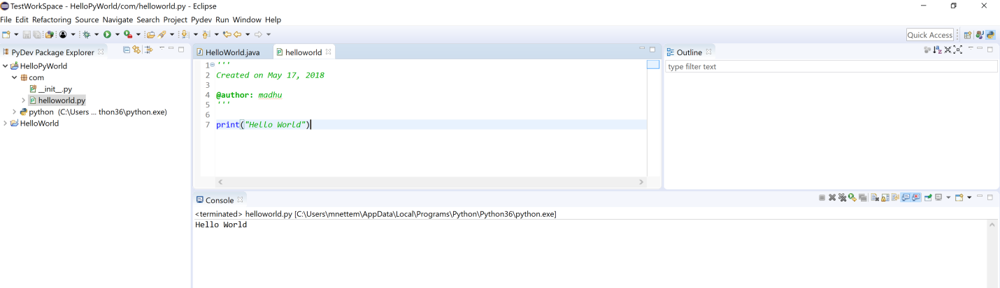 TestWorkSpace - HelloPyWorld/com/helloworld.py - Eclipse
File Edit Refactoring Source Navigate Search Project Pydev Run Window Help
Quick Access
PyDev Package Explorer
HelloPyWorld
com
__init__.py
helloworld.py
python (C:\Users ... thon36\python.exe)
HelloWorld
HelloWorld.java
helloworld
1 '''
2 Created on May 17, 2018
3
4 @author: madhu
5 '''
6
7 print("Hello World")
Outline
type filter text
Console
<terminated> helloworld.py [C:\Users\mnettem\AppData\Local\Programs\Python\Python36\python.exe]
Hello World